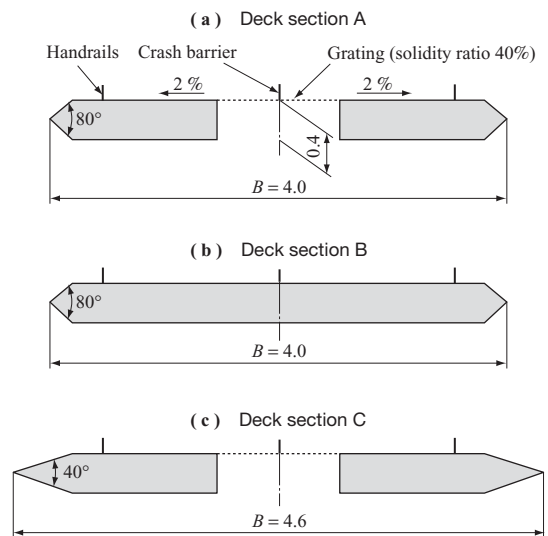 ( a ) Deck section A
Handrails Crash barrier Grating (solidity ratio 40%)
2 % 2 %
80°
0.4
B = 4.0
( b ) Deck section B
80°
B = 4.0
( c ) Deck section C
40°
B = 4.6